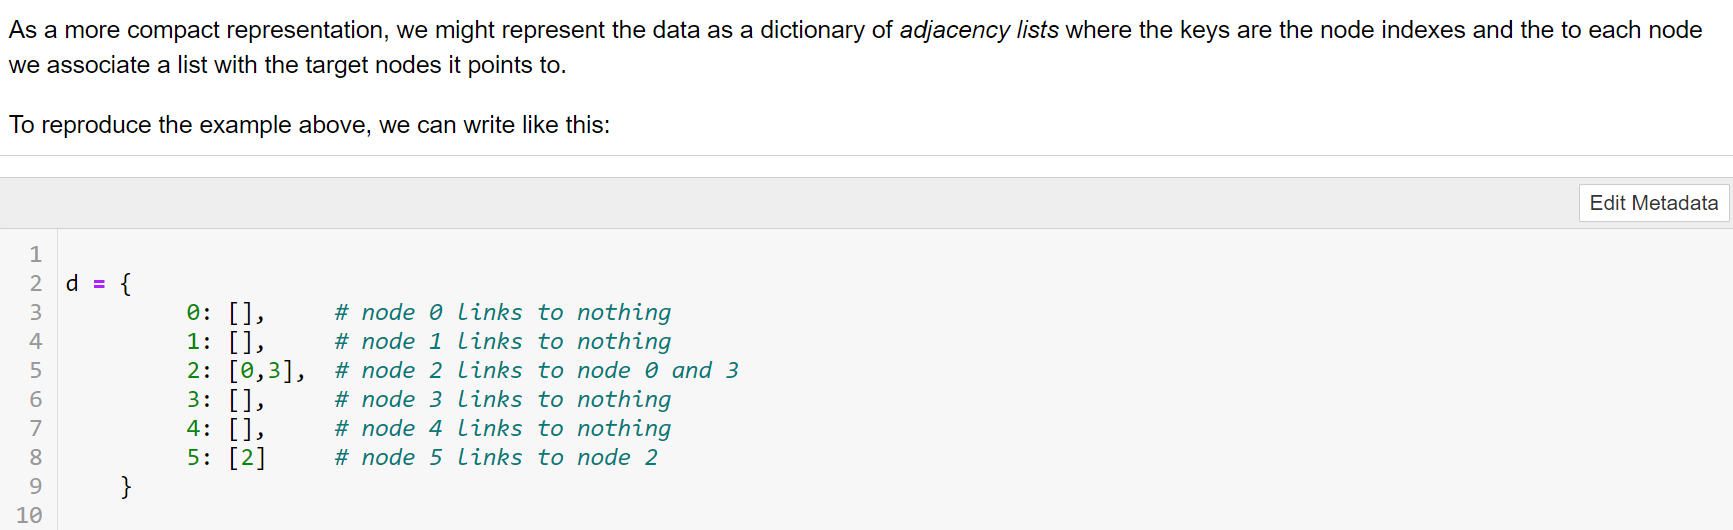 As a more compact representation, we might represent the data as a dictionary of adjacency lists where the keys are the node indexes and the to each node
we associate a list with the target nodes it points to.
To reproduce the example above, we can write like this:
Edit Metadata
1
2 d = {
3 0: [], # node 0 links to nothing
4 1: [], # node 1 links to nothing
5 2: [0,3], # node 2 links to node 0 and 3
6 3: [], # node 3 links to nothing
7 4: [], # node 4 links to nothing
8 5: [2] # node 5 links to node 2
9 }
10